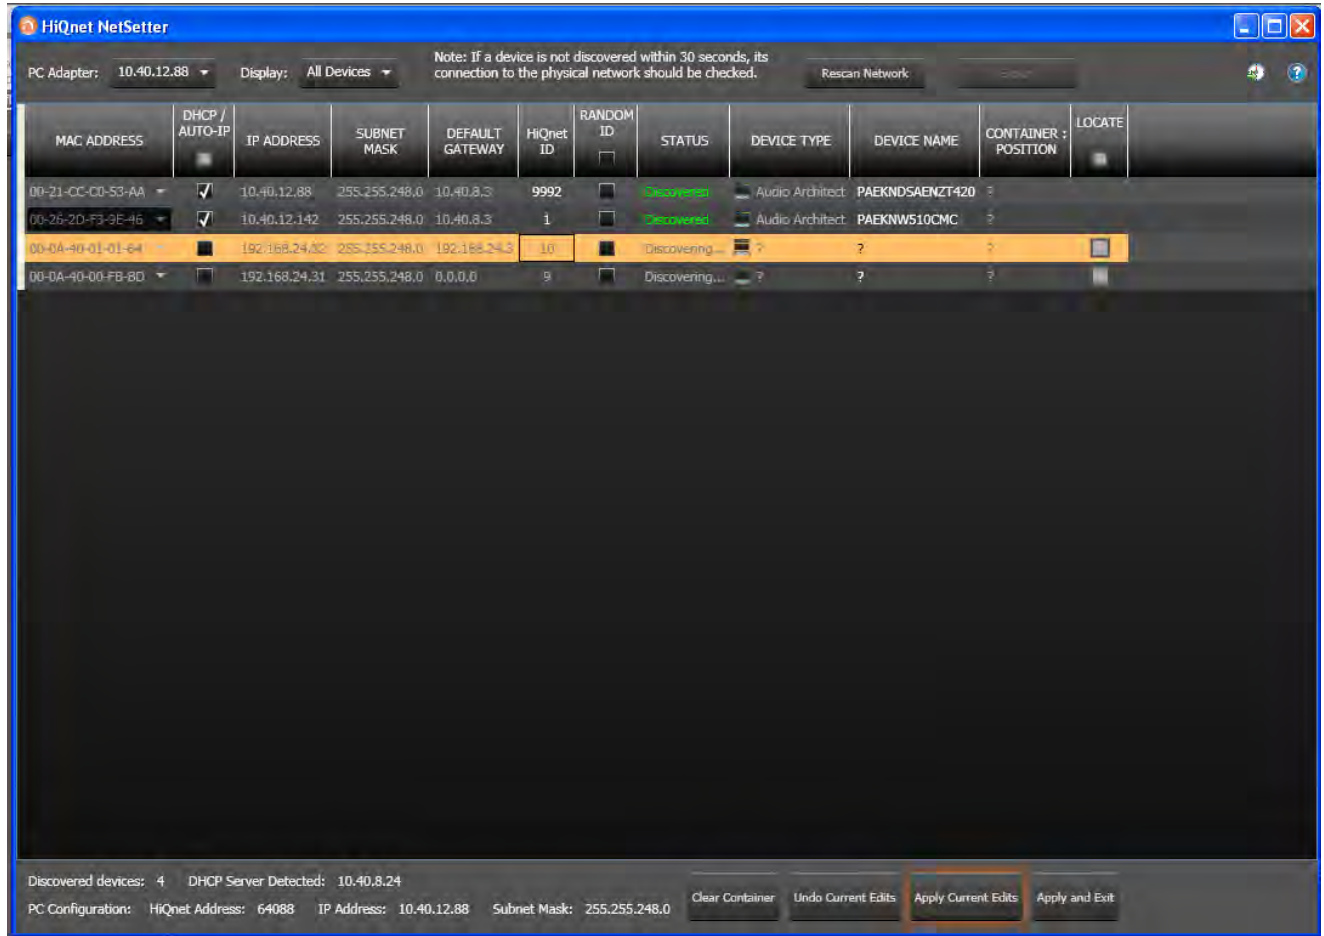 HiQnet NetSetter
PC Adapter: 10.40.12.88 Display: All Devices Note: If a device is not discovered within 30 seconds, its
connection to the physical network should be checked. Rescan Network
MAC ADDRESS DHCP / AUTO-IP IP ADDRESS SUBNET MASK DEFAULT GATEWAY HiQnet ID RANDOM ID STATUS DEVICE TYPE DEVICE NAME CONTAINER : POSITION LOCATE
00-21-CC-C0-53-AA 10.40.12.88 255.255.248.0 10.40.8.3 9992 Discovered Audio Architect PAEKNDSAENZT420 ?
00-26-2D-F3-9E-46 10.40.12.142 255.255.248.0 10.40.8.3 1 Discovered Audio Architect PAEKNW510CMC ?
00-0A-40-01-01-64 192.168.24.32 255.255.248.0 192.168.24.3 10 Discovering... ? ? ?
00-0A-40-00-FB-BD 192.168.24.31 255.255.248.0 0.0.0.0 9 Discovering... ? ? ?
Discovered devices: 4 DHCP Server Detected: 10.40.8.24
PC Configuration: HiQnet Address: 64088 IP Address: 10.40.12.88 Subnet Mask: 255.255.248.0 Clear Container Undo Current Edits Apply Current Edits Apply and Exit